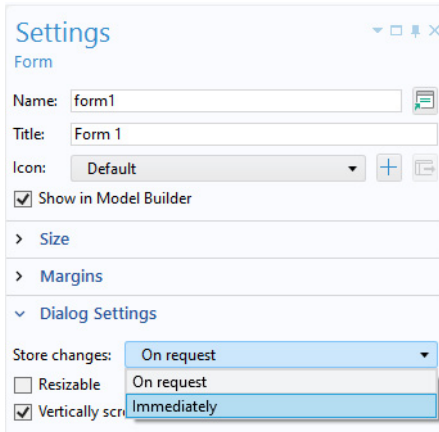 Settings
Form
Name: form1
Title: Form 1
Icon: Default
Show in Model Builder
Size
Margins
Dialog Settings
Store changes: On request
Resizable On request
Vertically Immediately